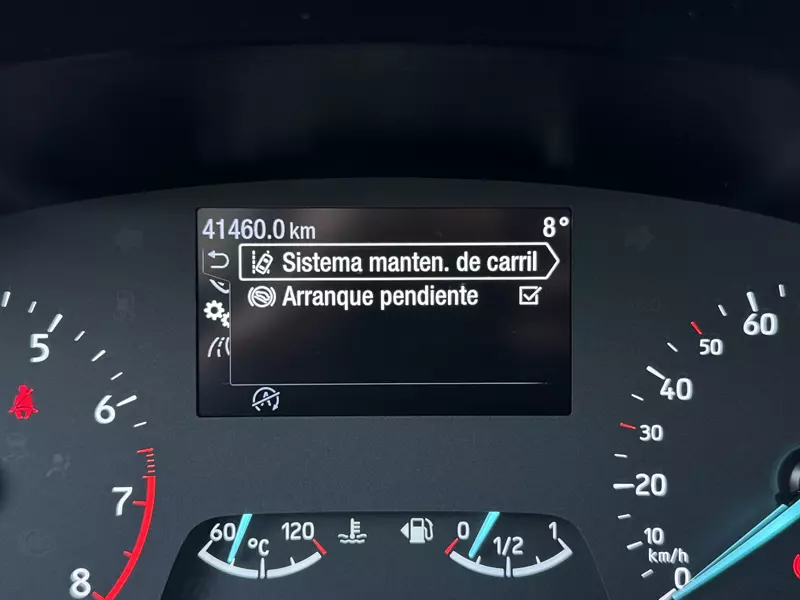 41460.0 km 8°
Sistema manten. de carril
Arranque pendiente
5
6
7
8
60 120
°C
0 1/2 1
60
50
40
30
20
10
km/h
0